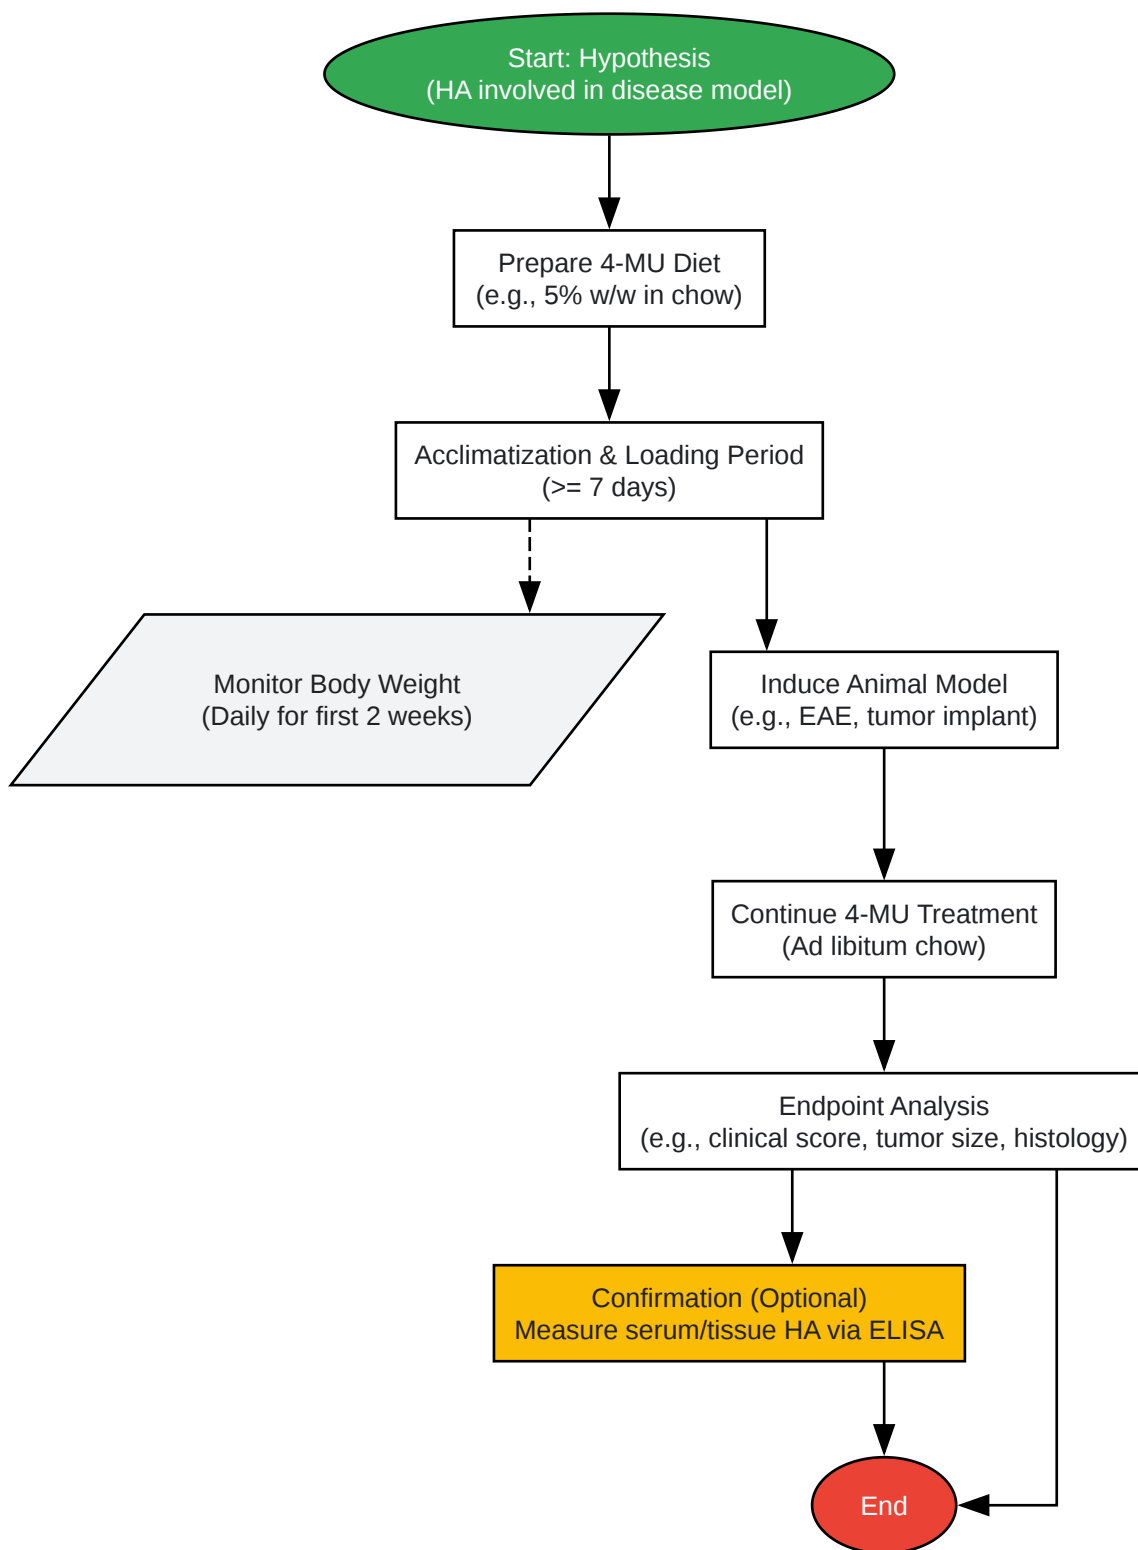 Start: Hypothesis
(HA involved in disease model)
Prepare 4-MU Diet
(e.g., 5% w/w in chow)
Acclimatization & Loading Period
(>= 7 days)
Monitor Body Weight
(Daily for first 2 weeks)
Induce Animal Model
(e.g., EAE, tumor implant)
Continue 4-MU Treatment
(Ad libitum chow)
Endpoint Analysis
(e.g., clinical score, tumor size, histology)
Confirmation (Optional)
Measure serum/tissue HA via ELISA
End